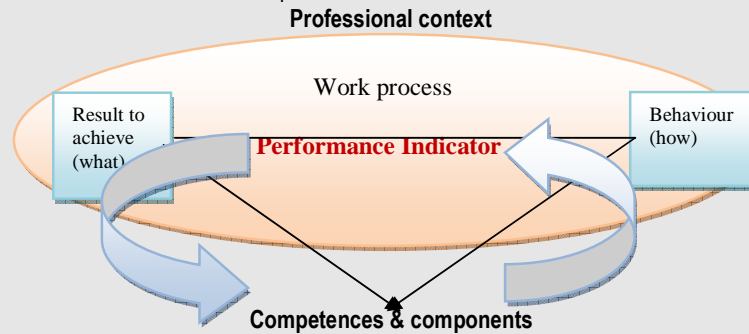 Professional context
Work process
Result to
achieve
(what)
Behaviour
(how)
Performance Indicator
Competences & components